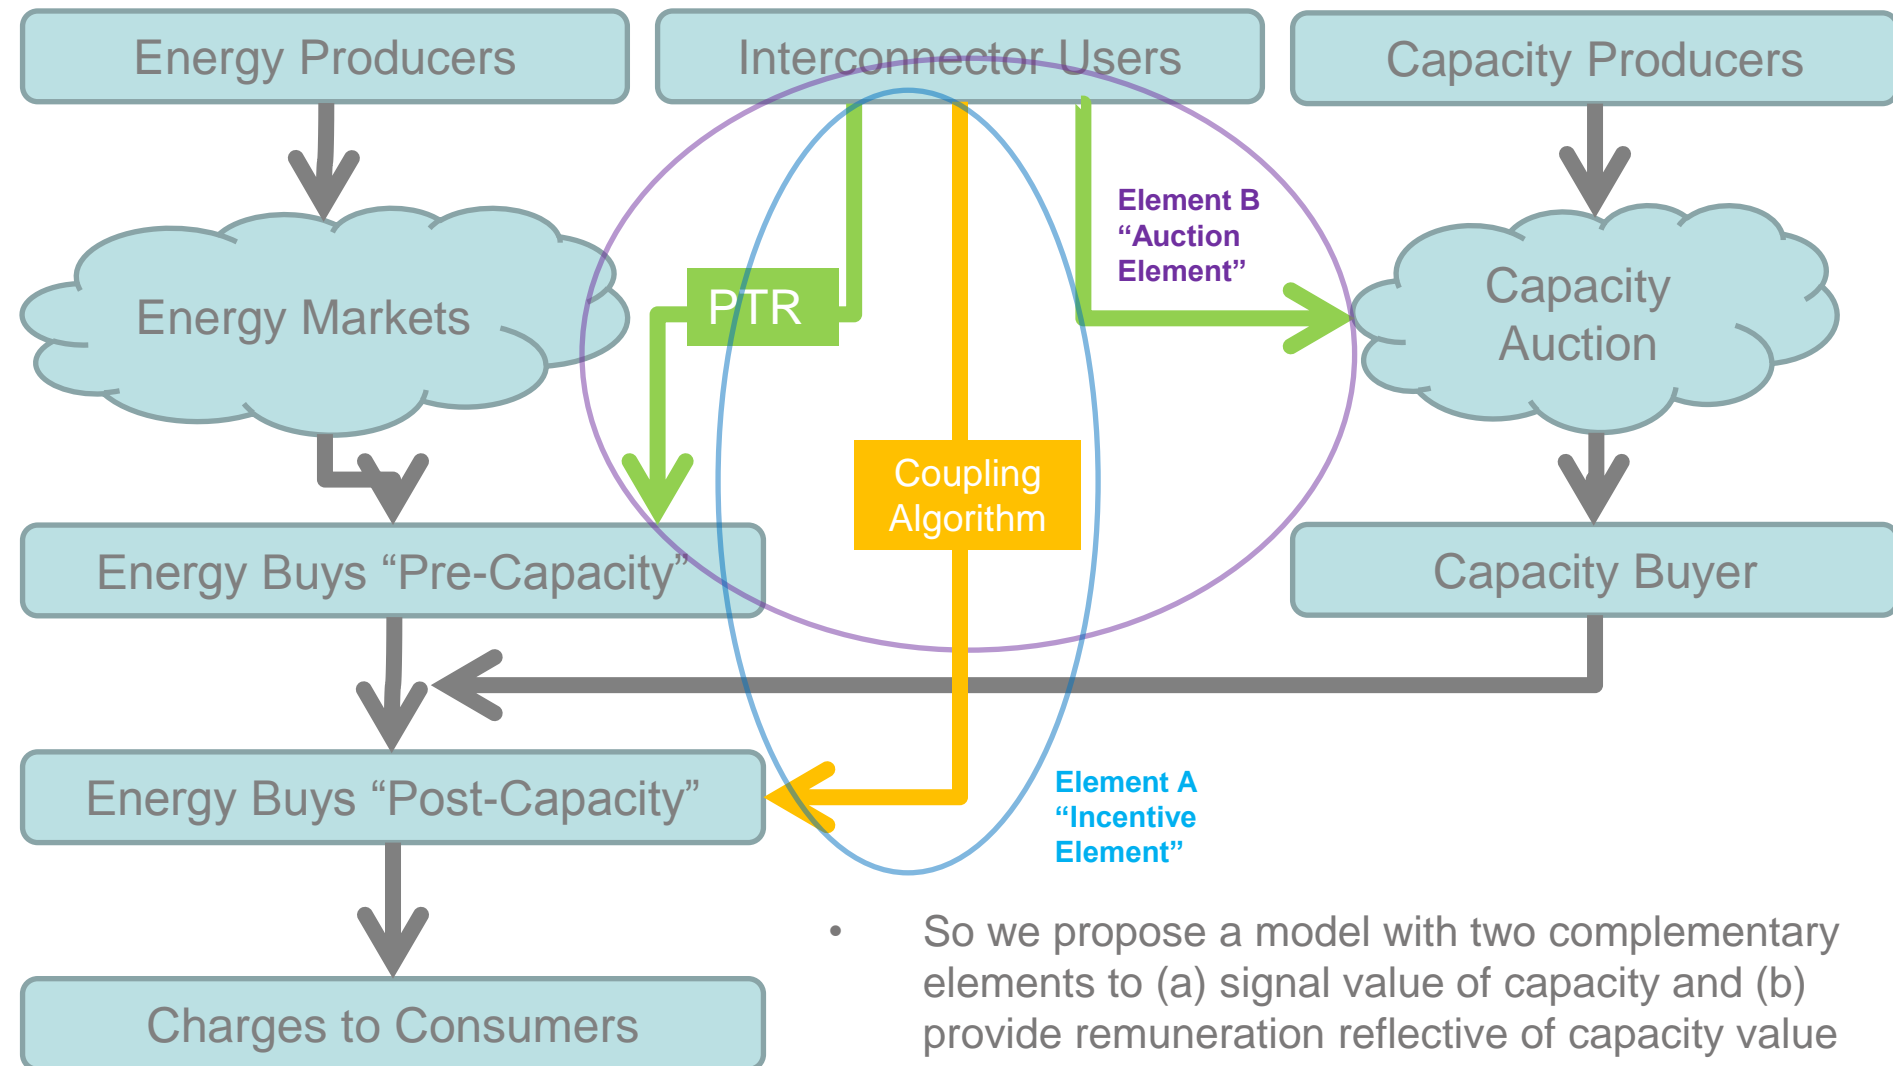 Energy Producers
Interconnector Users
Capacity Producers
Element B
“Auction
Element”
Energy Markets
PTR
Capacity
Auction
Coupling
Algorithm
Energy Buys “Pre-Capacity”
Capacity Buyer
Energy Buys “Post-Capacity”
Element A
“Incentive
Element”
Charges to Consumers
• So we propose a model with two complementary
elements to (a) signal value of capacity and (b)
provide remuneration reflective of capacity value